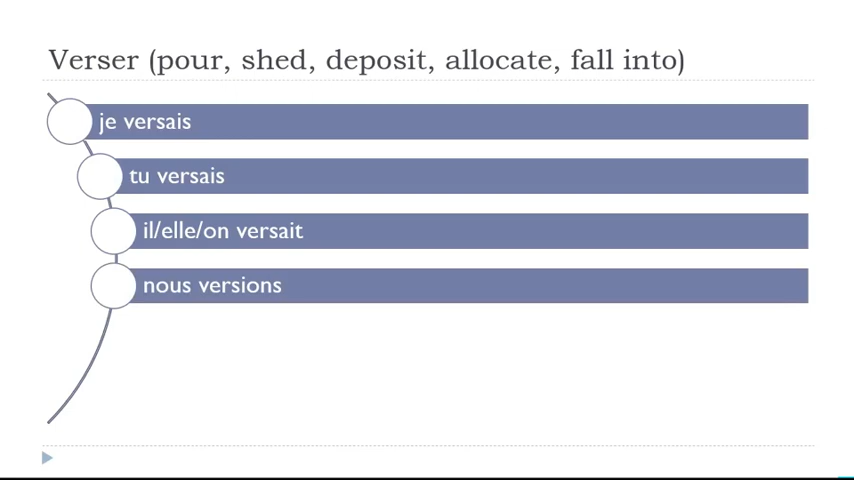 Verser (pour, shed, deposit, allocate, fall into)
je versais
tu versais
il/elle/on versait
nous versions